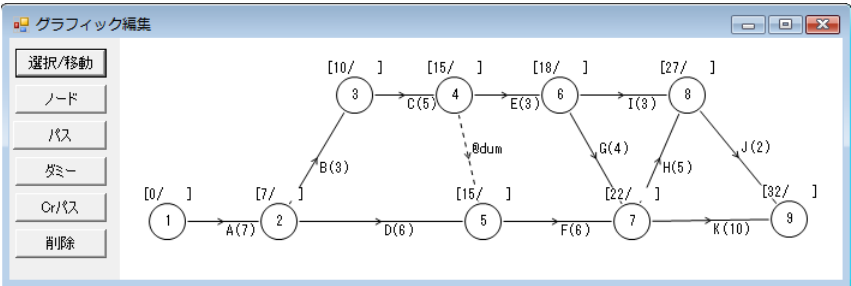 グラフィック編集
選択/移動
ノード
パス
ダミー
Crパス
削除
[10/ ] [15/ ] [18/ ] [27/ ]
3 4 6 8
C(5) E(3) I(3)
@dum G(4) J(2)
B(3) H(5)
[0/ ] [7/ ] [15/ ] [22/ ] [32/ ]
1 2 5 7 9
A(7) D(6) F(6) K(10)